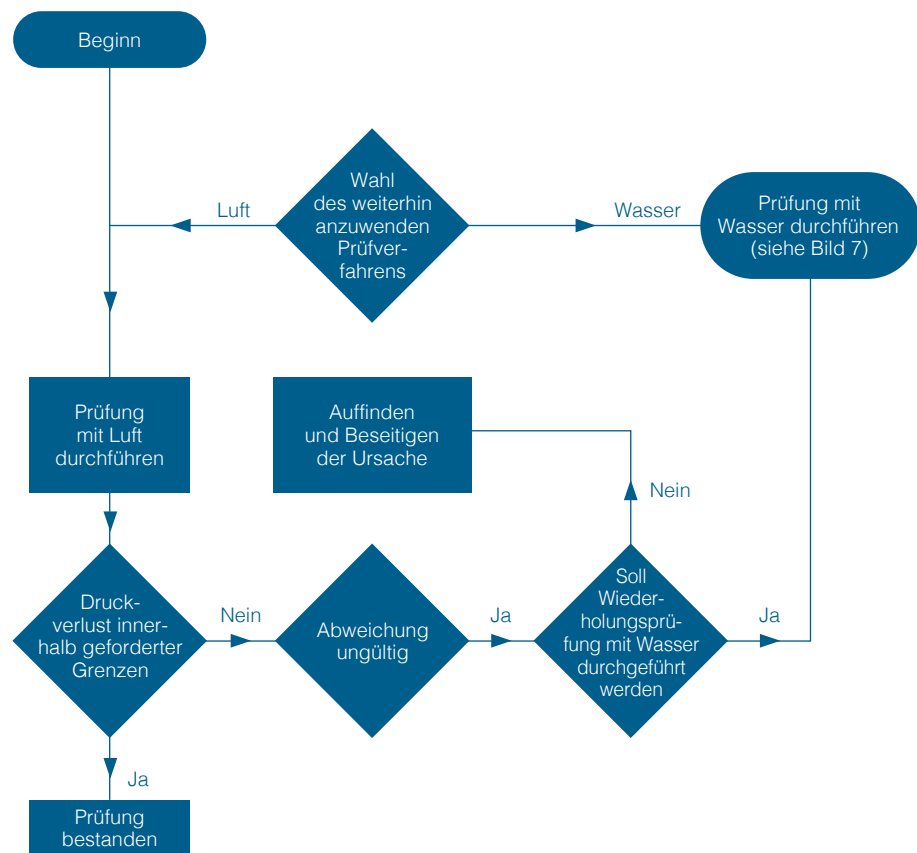 Beginn
Wahl
des weiterhin
anzuwenden
Prüfver-
fahrens
Luft
Wasser
Prüfung mit
Wasser durchführen
(siehe Bild 7)
Prüfung
mit Luft
durchführen
Auffinden
und Beseitigen
der Ursache
Nein
Druck-
verlust inner-
halb geforderter
Grenzen
Nein
Abweichung
ungültig
Ja
Soll
Wieder-
holungsprü-
fung mit Wasser
durchgeführt
werden
Ja
Ja
Prüfung
bestanden